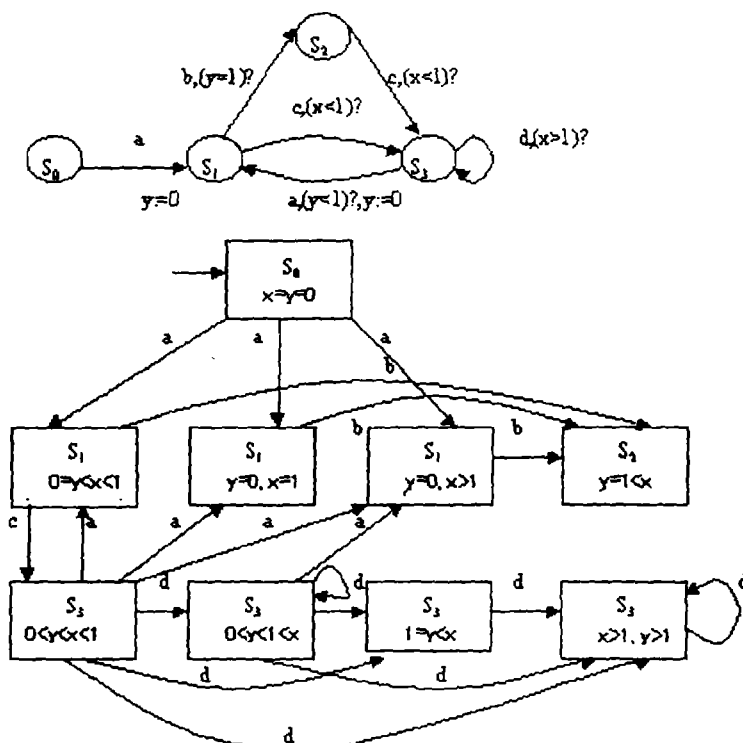 S₂
b,(y=1)?
c,(x<1)?
c,(x<1)?
d,(x>1)?
a
S₀
S₁
S₃
y:=0
a,(y<1)?,y:=0
S₀
x=y=0
a
a
a
b
S₁
0=y<x<1
S₁
y=0, x=1
b
S₁
y=0, x>1
b
S₂
y=1<x
c
a
a
a
a
d
d
d
d
S₃
0<y<x<1
S₃
0<y<1<x
S₃
1=y<x
S₃
x>1, y>1
d
d
d